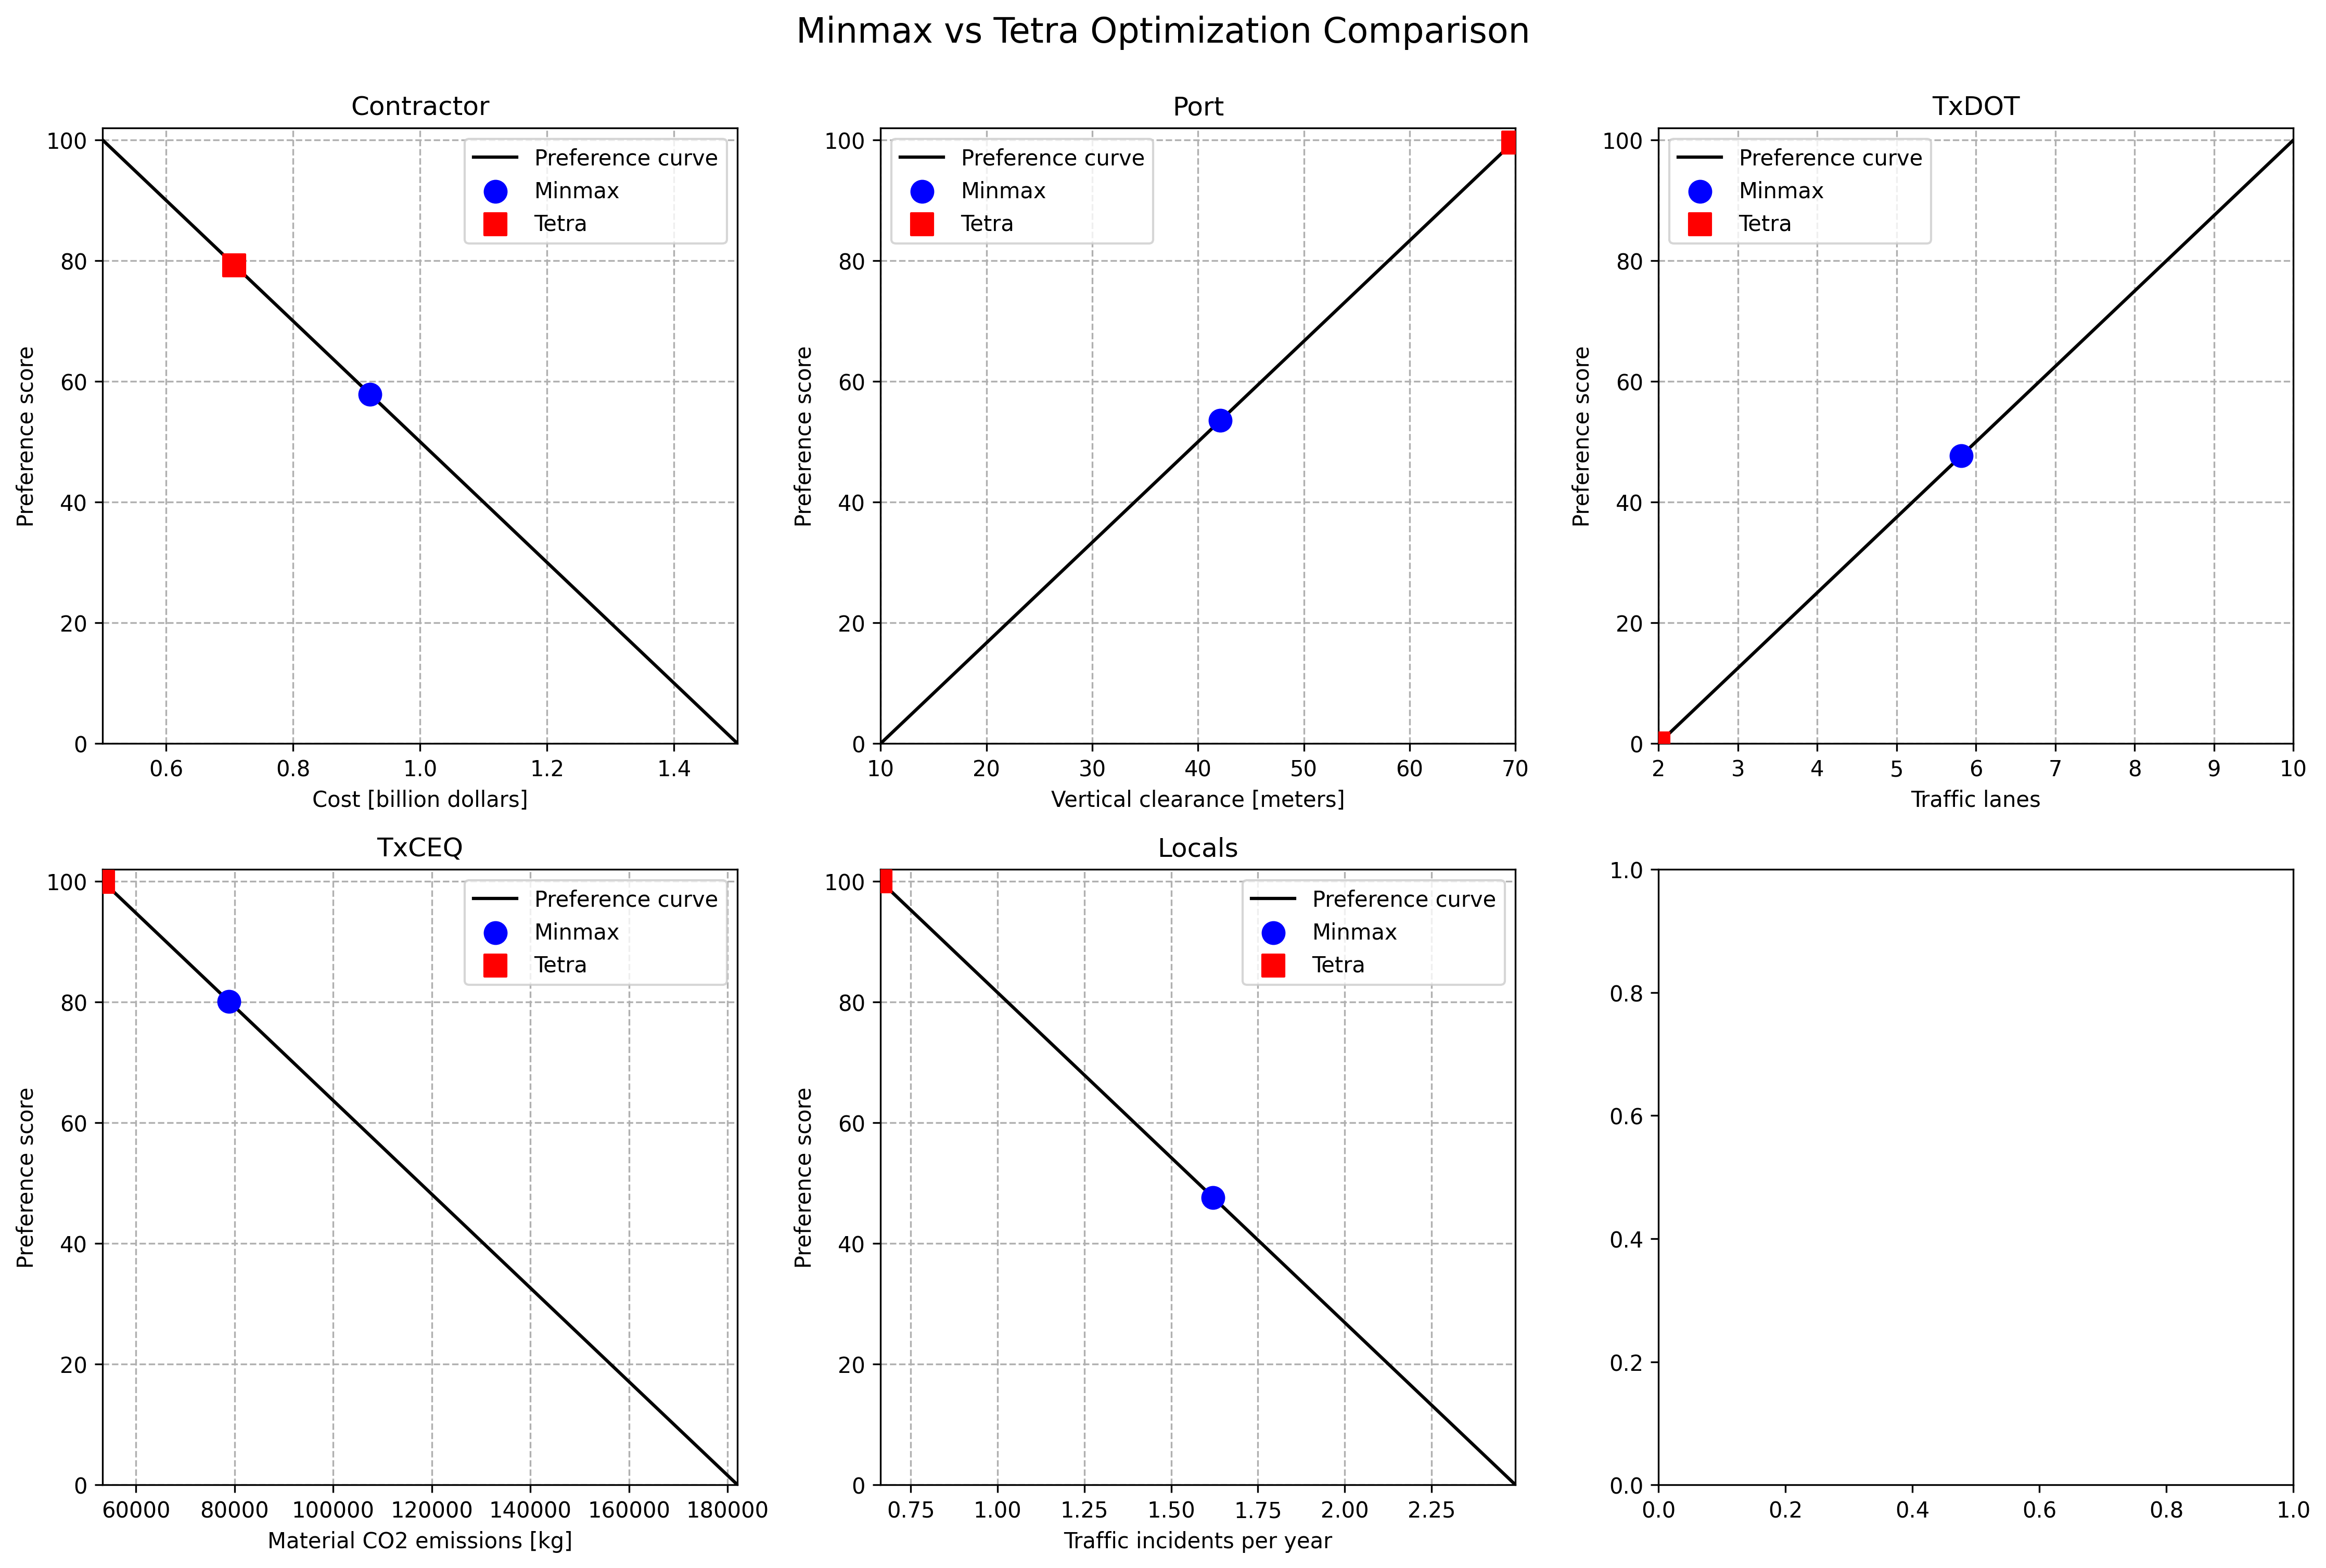 Minmax vs Tetra Optimization Comparison
Contractor
Preference score
100
80
60
40
20
0
Preference curve
Minmax
Tetra
0.6 0.8 1.0 1.2 1.4
Cost [billion dollars]
Port
Preference score
100
80
60
40
20
0
Preference curve
Minmax
Tetra
10 20 30 40 50 60 70
Vertical clearance [meters]
TxDOT
Preference score
100
80
60
40
20
0
Preference curve
Minmax
Tetra
2 3 4 5 6 7 8 9 10
Traffic lanes
TxCEQ
Preference score
100
80
60
40
20
0
Preference curve
Minmax
Tetra
60000 80000 100000 120000 140000 160000 180000
Material CO2 emissions [kg]
Locals
Preference score
100
80
60
40
20
0
Preference curve
Minmax
Tetra
0.75 1.00 1.25 1.50 1.75 2.00 2.25
Traffic incidents per year
1.0
0.8
0.6
0.4
0.2
0.0
0.0 0.2 0.4 0.6 0.8 1.0